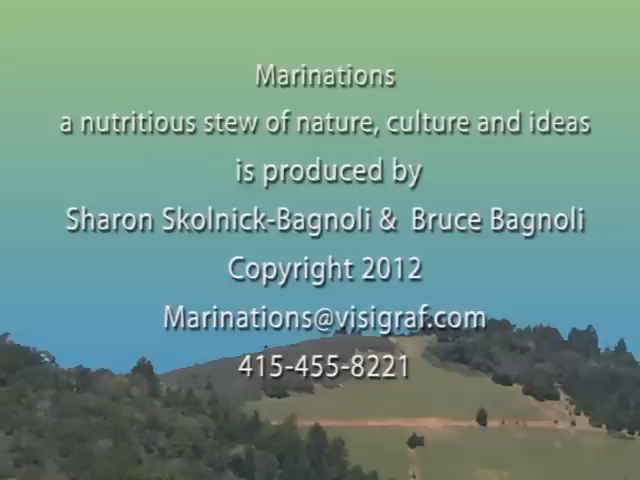 Marinations
a nutritious stew of nature, culture and ideas
is produced by
Sharon Skolnick-Bagnoli & Bruce Bagnoli
Copyright 2012
Marinations@visigraf.com
415-455-8221